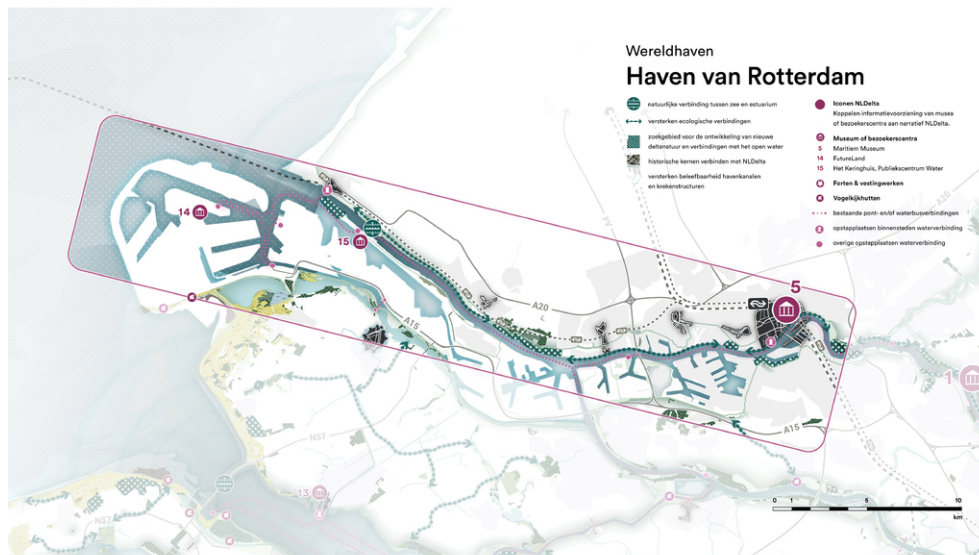 Wereldhaven
Haven van Rotterdam
natuurlijke verbinding tussen zee en estuarium
versterken ecologische verbindingen
zoekgebied voor de ontwikkeling van nieuwe
deltanatuur en verbindingen met het open water
historische kernen verbinden met NLDelta
versterken beleefbaarheid havenkanalen
en krekenstructuren
Iconen NLDelta
Koppelen informatievoorziening van musea
of bezoekerscentra aan narratief NLDelta.
Museum of bezoekerscentra
5 Maritiem Museum
14 FutureLand
15 Het Keringhuis, Publiekscentrum Water
Forten & vestingwerken
Vogelkijkhutten
bestaande pont- en/of waterbusverbindingen
opstapplaatsen binnensteden waterverbinding
overige opstapplaatsen waterverbinding
A20
A4
14
15
5
A20
A15
1
A15
N57
13
N57
0 1 5 10
km